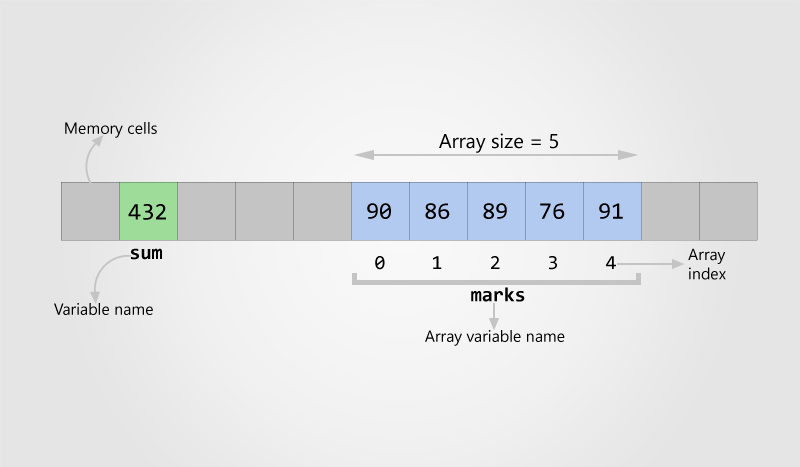 Memory cells
Array size = 5
432 90 86 89 76 91
sum
0 1 2 3 4
Array
index
marks
Variable name
Array variable name